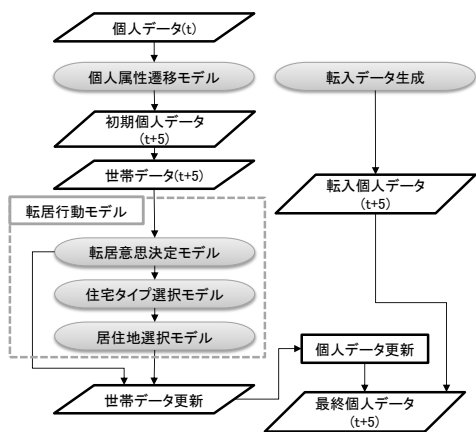 個人データ(t)
個人属性遷移モデル
初期個人データ
(t+5)
世帯データ(t+5)
転居行動モデル
転居意思決定モデル
住宅タイプ選択モデル
居住地選択モデル
世帯データ更新
転入データ生成
転入個人データ
(t+5)
個人データ更新
最終個人データ
(t+5)